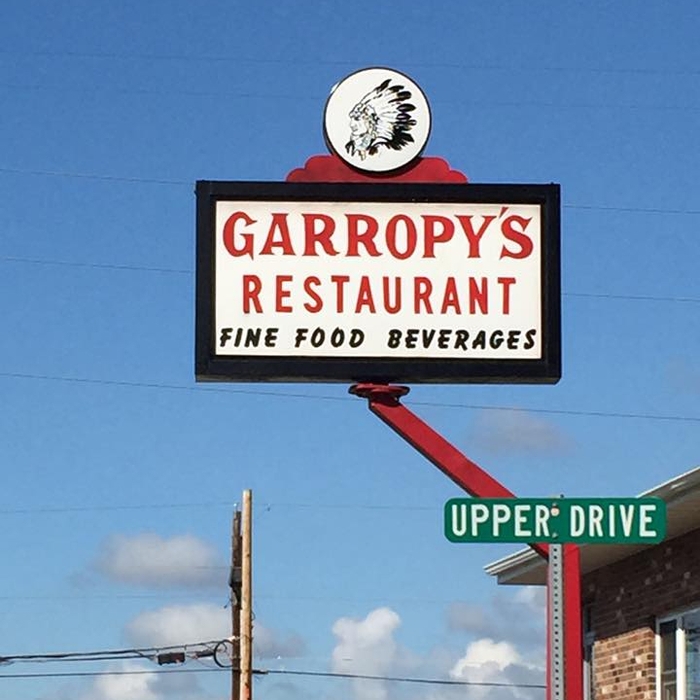 GARROPY'S
RESTAURANT
FINE FOOD BEVERAGES
UPPER DRIVE